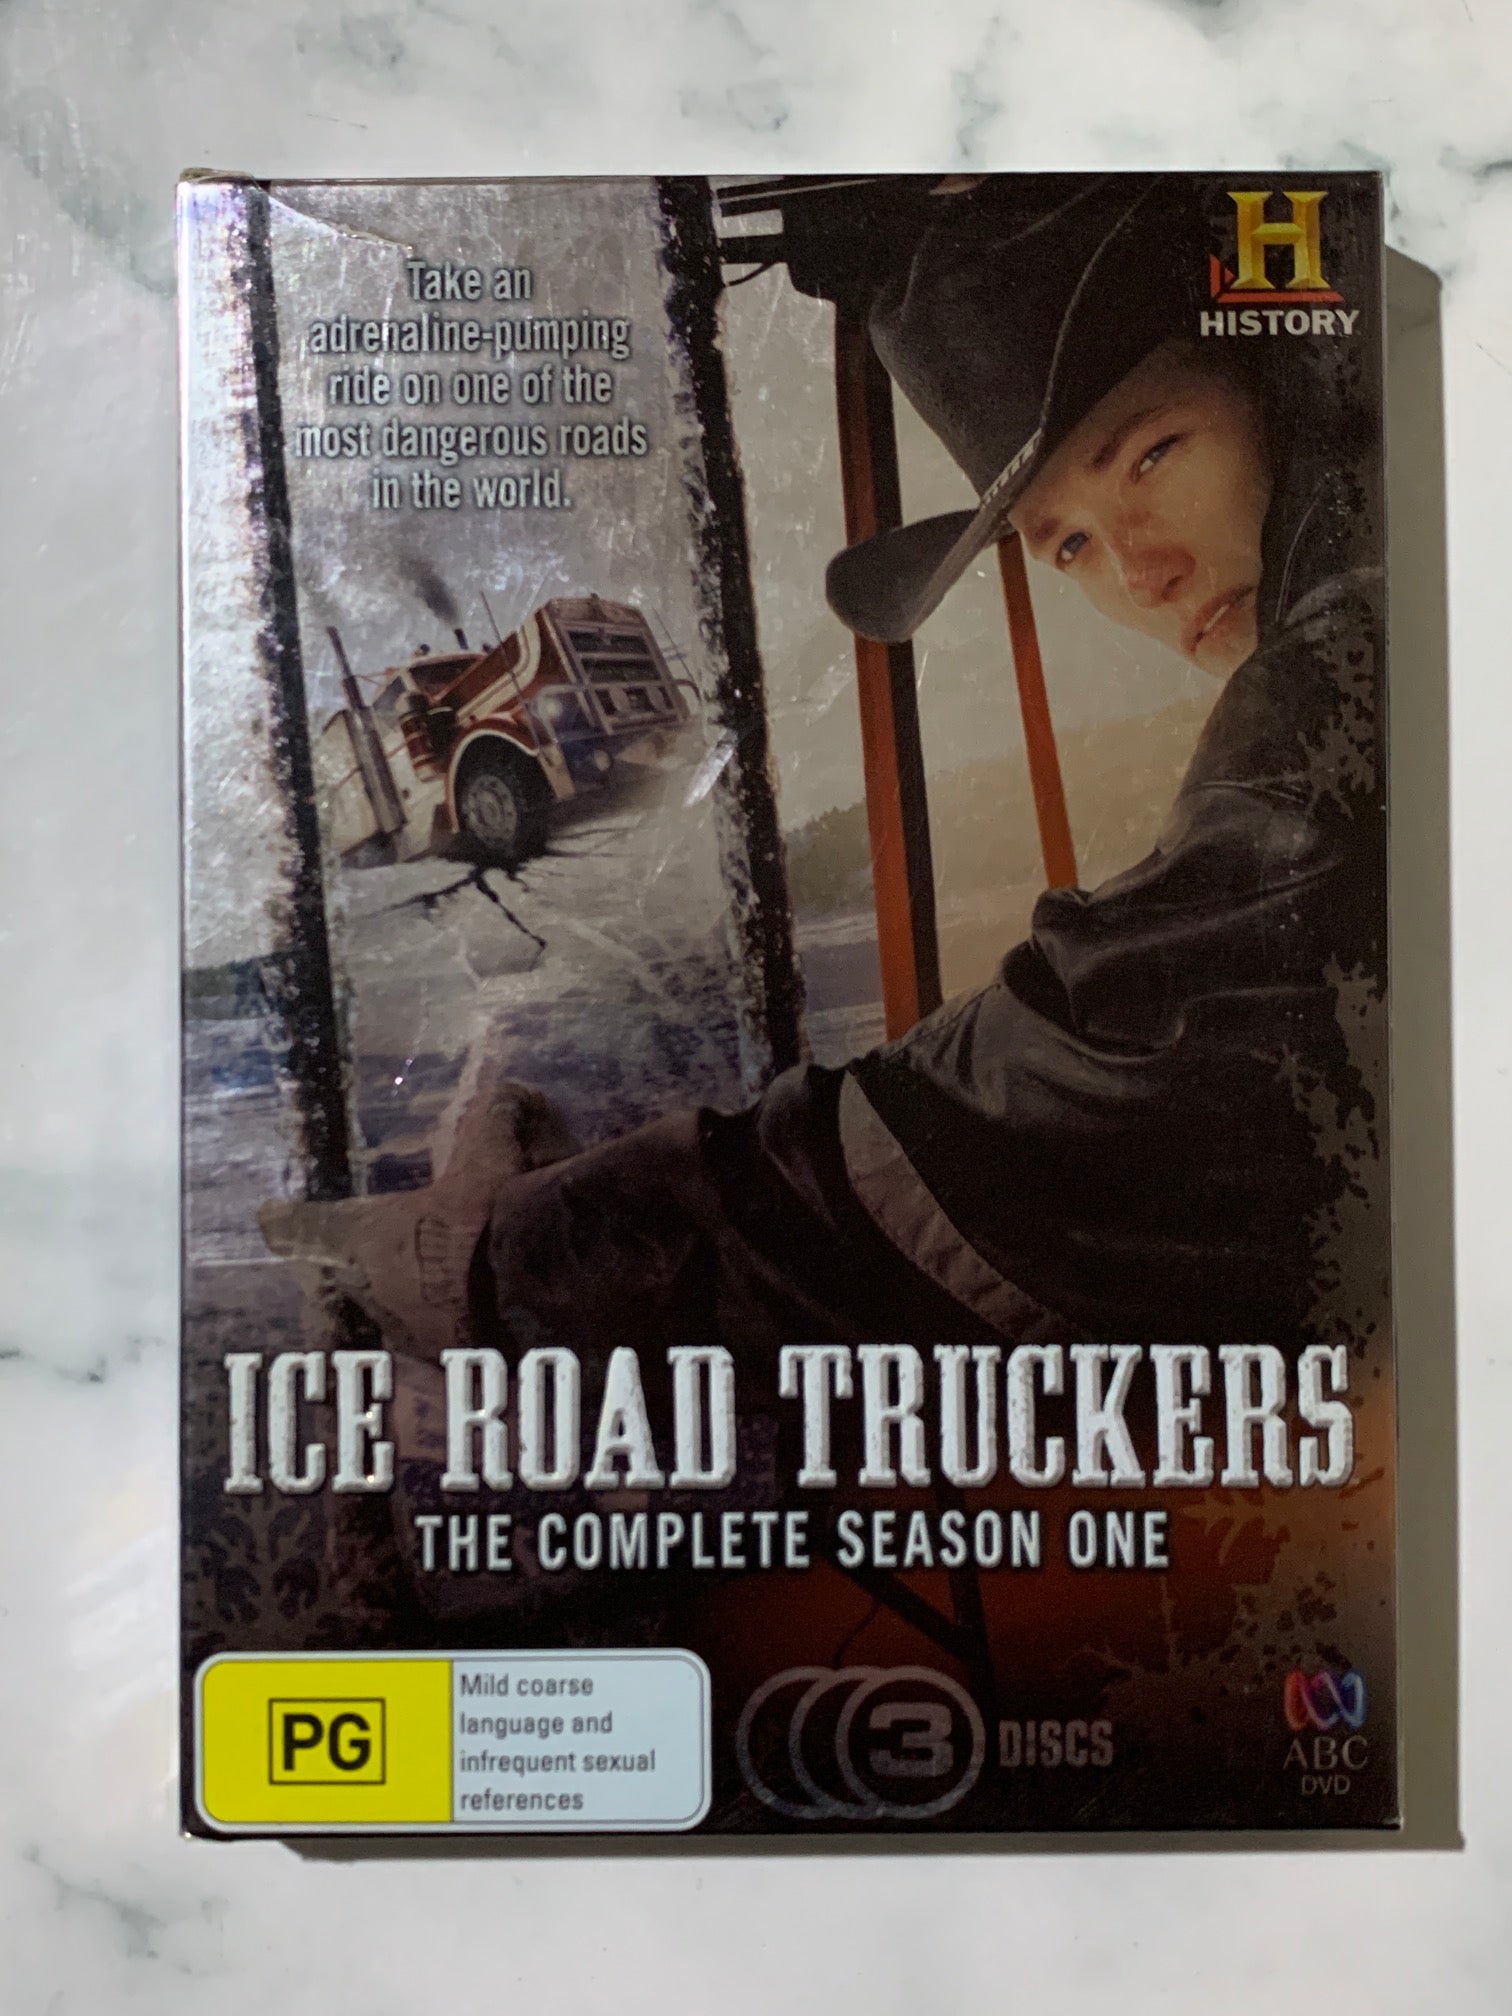 Take an
adrenaline-pumping
ride on one of the
most dangerous roads
in the world.
H
HISTORY
ICE ROAD TRUCKERS
THE COMPLETE SEASON ONE
PG
Mild coarse
language and
infrequent sexual
references
3 DISCS
ABC
DVD